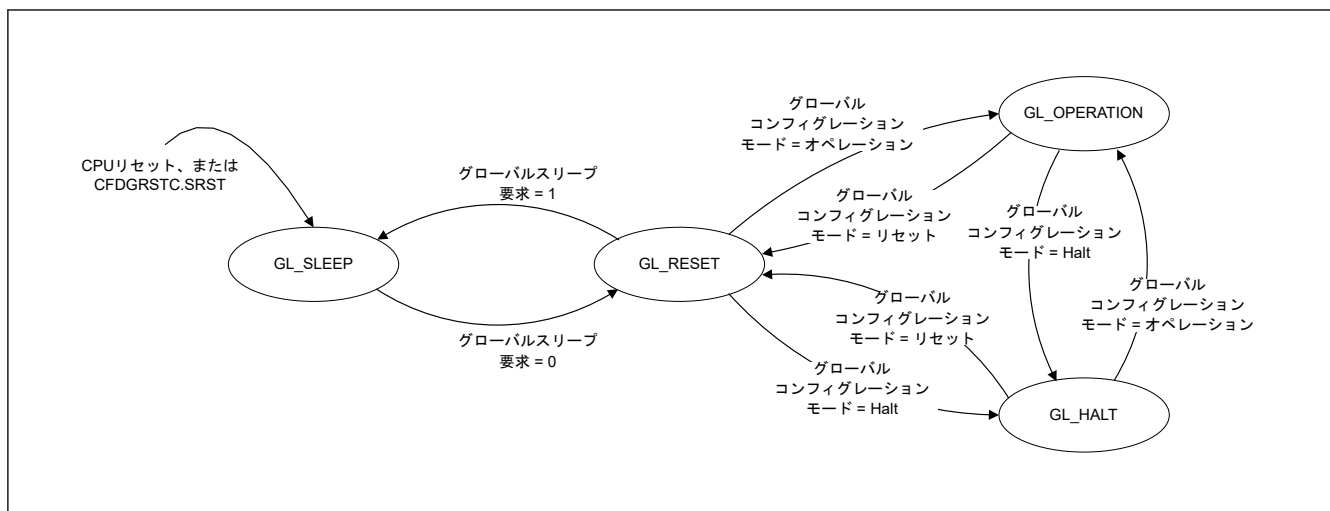 CPUリセット、または
CFDGRSTC.SRST
GL_SLEEP
グローバルスリープ
要求 = 1
グローバルスリープ
要求 = 0
GL_RESET
グローバル
コンフィグレーション
モード = オペレーション
GL_OPERATION
グローバル
コンフィグレーション
モード = リセット
グローバル
コンフィグレーション
モード = Halt
グローバル
コンフィグレーション
モード = リセット
グローバル
コンフィグレーション
モード = オペレーション
グローバル
コンフィグレーション
モード = Halt
GL_HALT